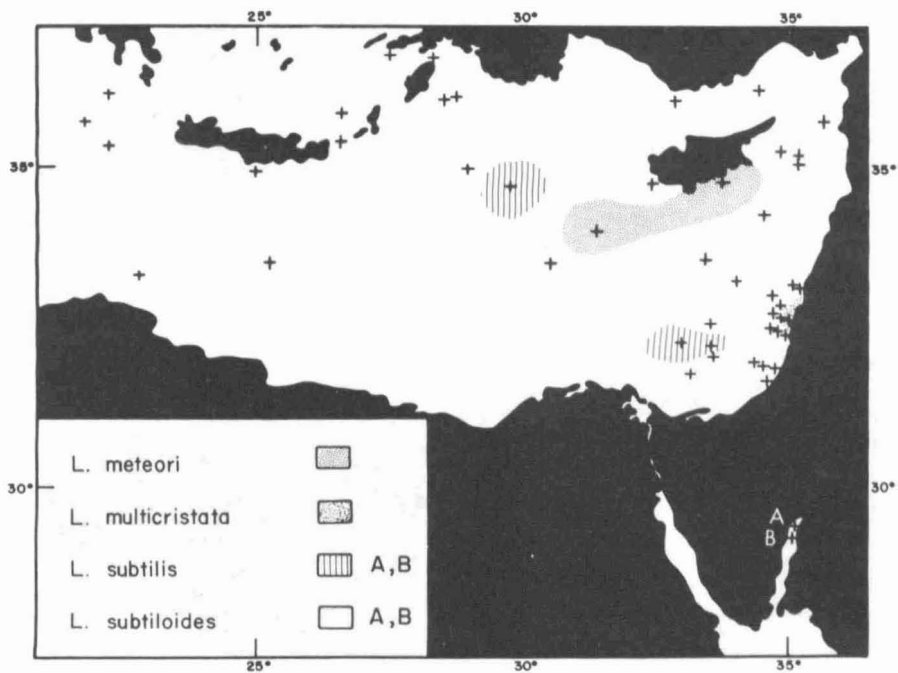 25° 30° 35°
35° 35°
L. meteori
L. multicristata
L. subtilis A,B
L. subtiloides A,B
30° 30°
A
B
25° 30° 35°